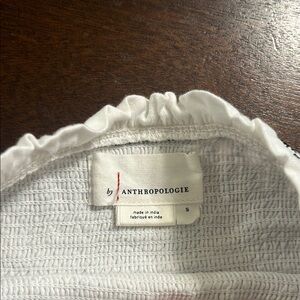 by ANTHROPOLOGIE
made in india
fabriqué en inde
S